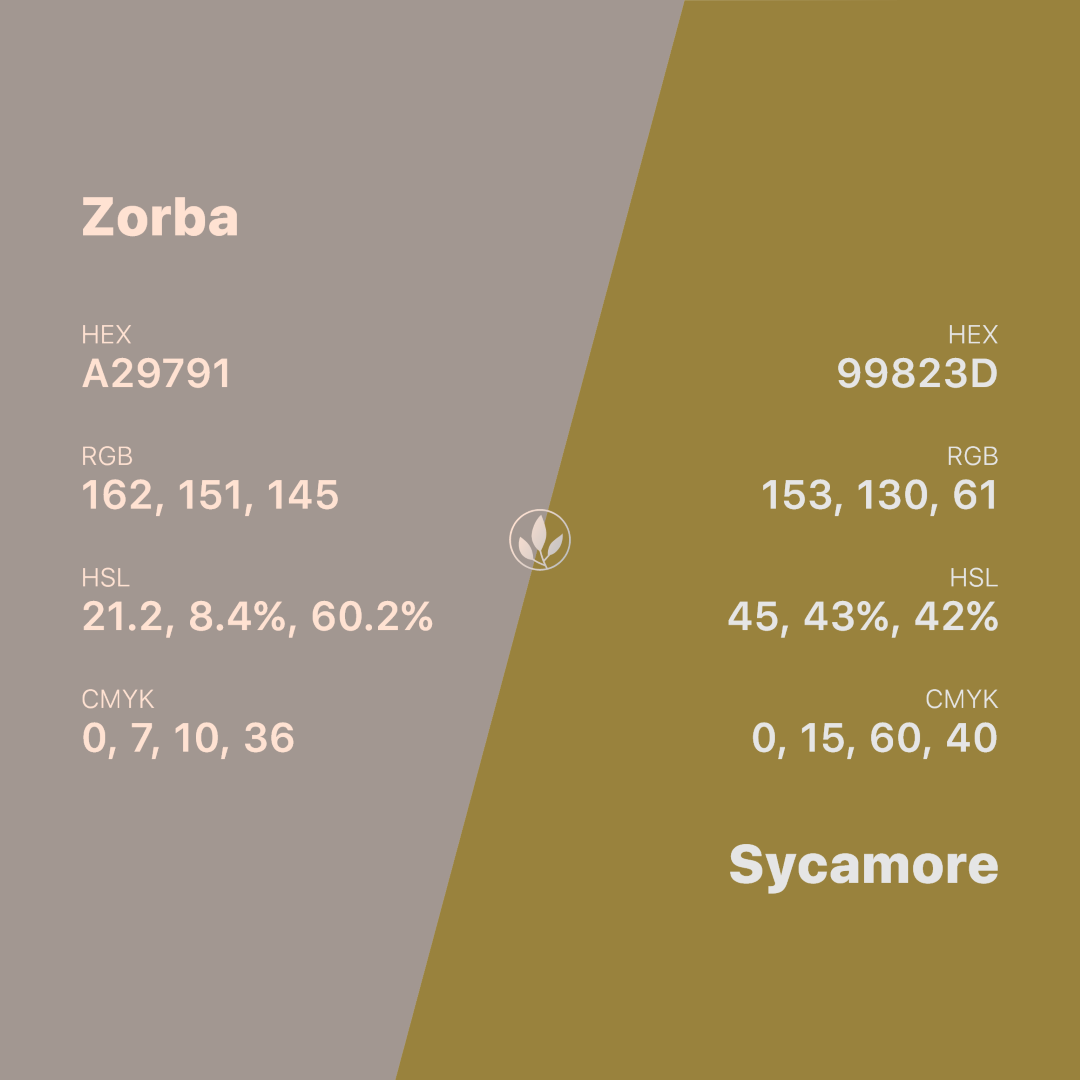 Zorba
HEX
A29791
RGB
162, 151, 145
HSL
21.2, 8.4%, 60.2%
CMYK
0, 7, 10, 36
HEX
99823D
RGB
153, 130, 61
HSL
45, 43%, 42%
CMYK
0, 15, 60, 40
Sycamore